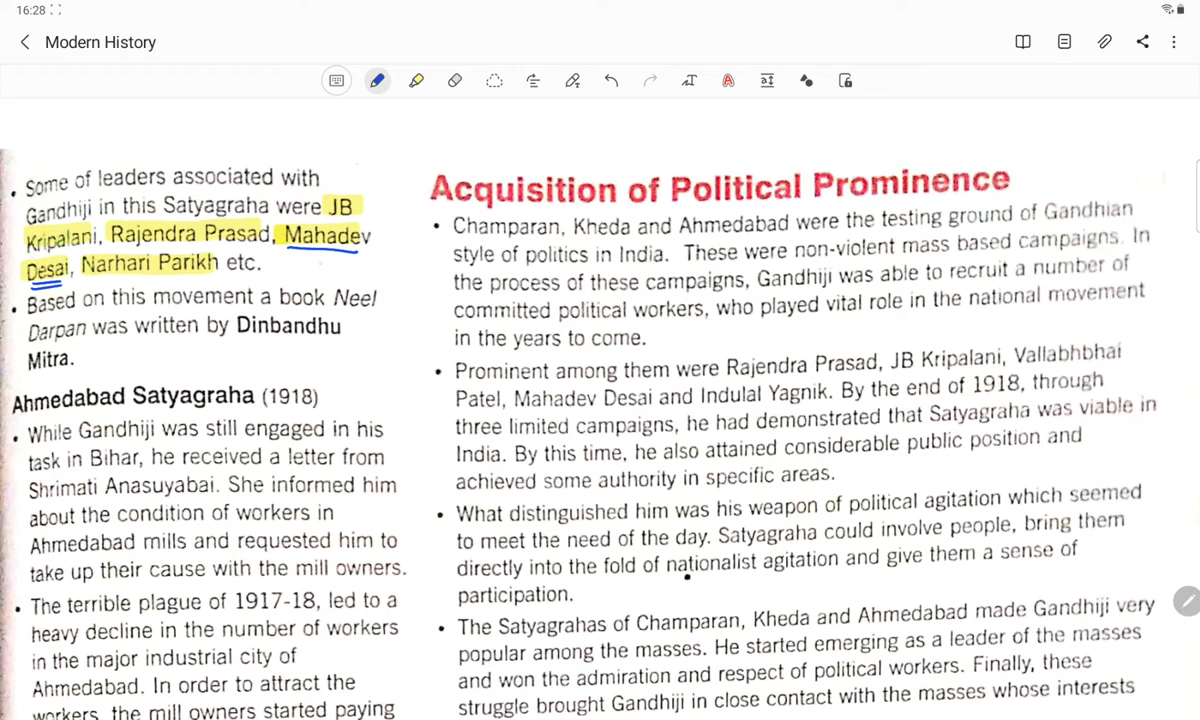 16:28
Modern History
Some of leaders associated with
Gandhiji in this Satyagraha were JB
Kripalani, Rajendra Prasad, Mahadev
Desai, Narhari Parikh etc.
Based on this movement a book Neel
Darpan was written by Dinbandhu
Mitra.
Ahmedabad Satyagraha (1918)
While Gandhiji was still engaged in his
task in Bihar, he received a letter from
Shrimati Anasuyabai. She informed him
about the condition of workers in
Ahmedabad mills and requested him to
take up their cause with the mill owners.
The terrible plague of 1917-18, led to a
heavy decline in the number of workers
in the major industrial city of
Ahmedabad. In order to attract the
workers, the mill owners started paying
Acquisition of Political Prominence
Champaran, Kheda and Ahmedabad were the testing ground of Gandhian
style of politics in India. These were non-violent mass based campaigns. In
the process of these campaigns, Gandhiji was able to recruit a number of
committed political workers, who played vital role in the national movement
in the years to come.
Prominent among them were Rajendra Prasad, JB Kripalani, Vallabhbhai
Patel, Mahadev Desai and Indulal Yagnik. By the end of 1918, through
three limited campaigns, he had demonstrated that Satyagraha was viable in
India. By this time, he also attained considerable public position and
achieved some authority in specific areas.
What distinguished him was his weapon of political agitation which seemed
to meet the need of the day. Satyagraha could involve people, bring them
directly into the fold of nationalist agitation and give them a sense of
participation.
The Satyagrahas of Champaran, Kheda and Ahmedabad made Gandhiji very
popular among the masses. He started emerging as a leader of the masses
and won the admiration and respect of political workers. Finally, these
struggle brought Gandhiji in close contact with the masses whose interests